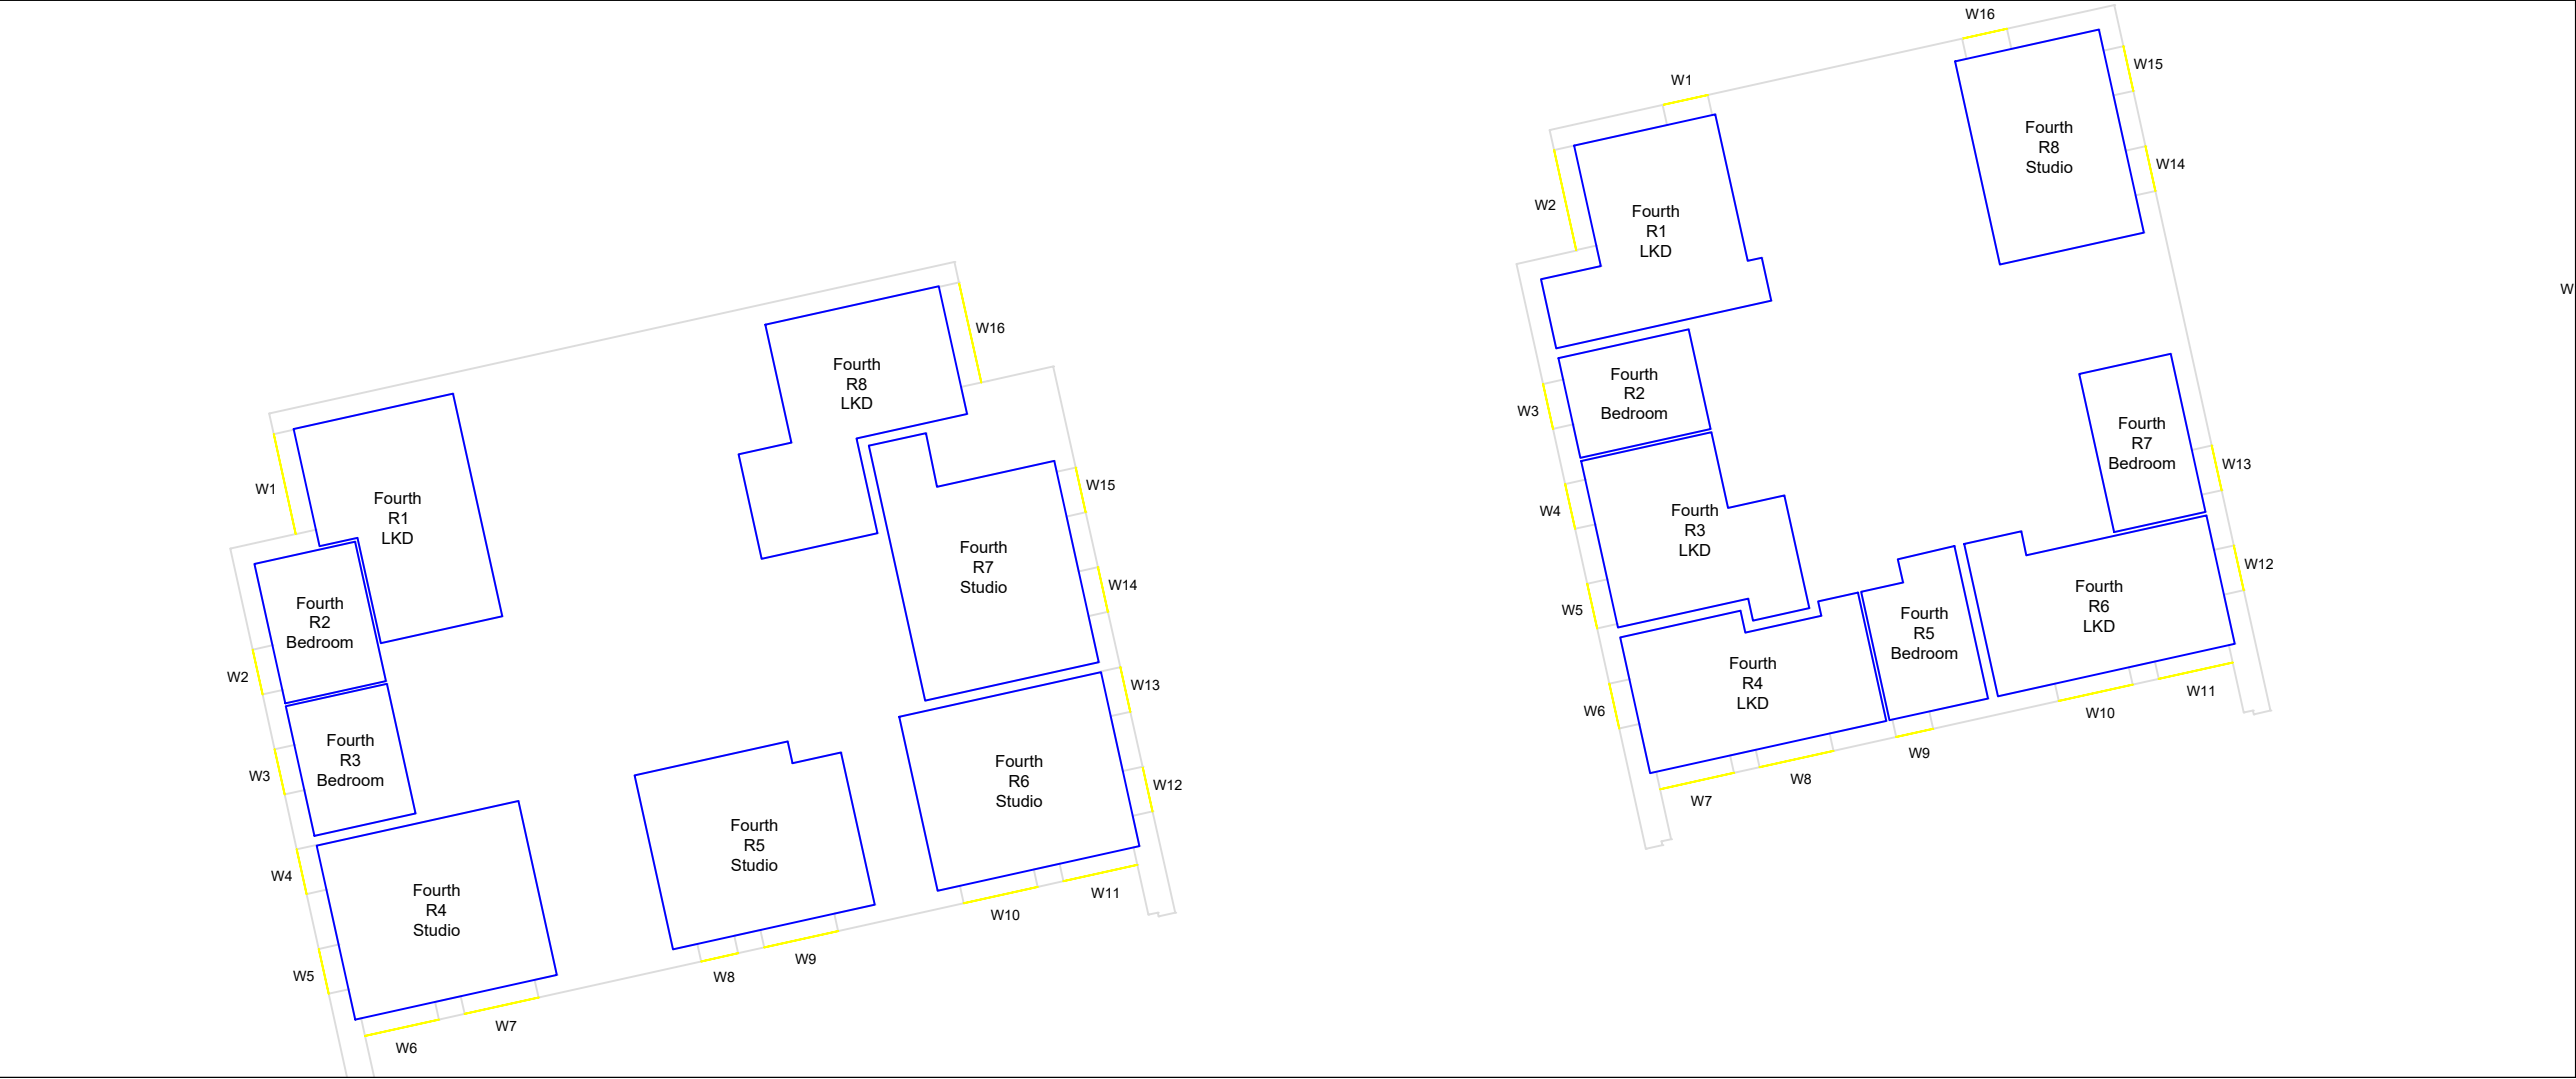 W16
Fourth
R8
LKD
Fourth
R1
LKD
W1
W15
Fourth
R7
Studio
W14
Fourth
R2
Bedroom
W2
W13
Fourth
R3
Bedroom
W3
Fourth
R6
Studio
W12
Fourth
R5
Studio
W4
Fourth
R4
Studio
W11
W10
W5
W9
W8
W7
W6
W16
W1
W15
Fourth
R8
Studio
W14
W2
Fourth
R1
LKD
W
Fourth
R2
Bedroom
W3
Fourth
R7
Bedroom
W13
W4
Fourth
R3
LKD
W12
Fourth
R6
LKD
W5
Fourth
R5
Bedroom
Fourth
R4
LKD
W11
W6
W10
W9
W8
W7